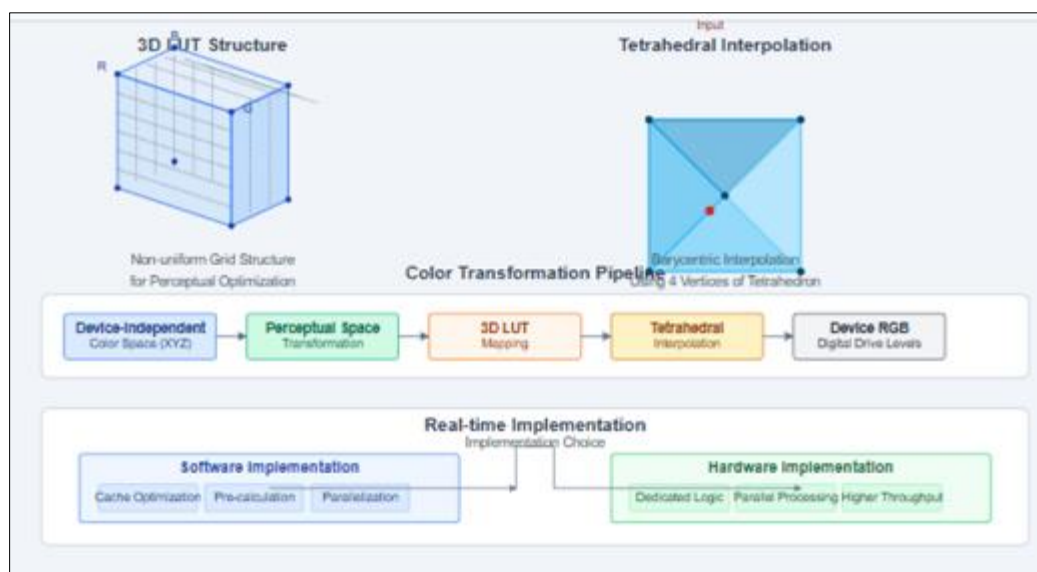 Input
3D LUT Structure
Tetrahedral Interpolation
R
G
Non-uniform Grid Structure
for Perceptual Optimization
Barycentric Interpolation
Using 4 Vertices of Tetrahedron
Color Transformation Pipeline
Device-Independent
Color Space (XYZ)
Perceptual Space
Transformation
3D LUT
Mapping
Tetrahedral
Interpolation
Device RGB
Digital Drive Levels
Real-time Implementation
Implementation Choice
Software Implementation
Cache Optimization
Pre-calculation
Parallelization
Hardware Implementation
Dedicated Logic
Parallel Processing
Higher Throughput